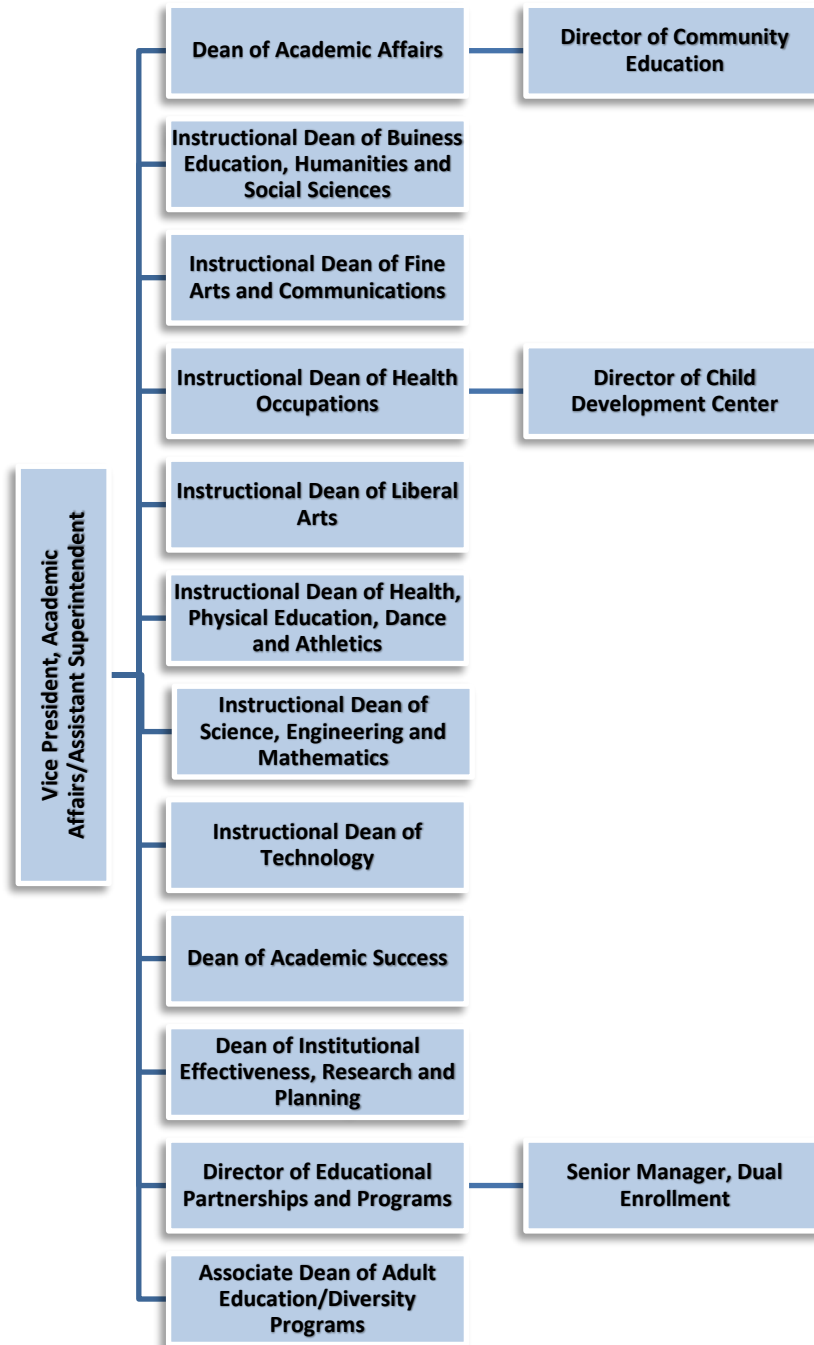 Dean of Academic Affairs
Director of Community
Education
Instructional Dean of Buiness
Education, Humanities and
Social Sciences
Instructional Dean of Fine
Arts and Communications
Instructional Dean of Health
Occupations
Director of Child
Development Center
Instructional Dean of Liberal
Arts
Vice President, Academic
Affairs/Assistant Superintendent
Instructional Dean of Health,
Physical Education, Dance
and Athletics
Instructional Dean of
Science, Engineering and
Mathematics
Instructional Dean of
Technology
Dean of Academic Success
Dean of Institutional
Effectiveness, Research and
Planning
Director of Educational
Partnerships and Programs
Senior Manager, Dual
Enrollment
Associate Dean of Adult
Education/Diversity
Programs